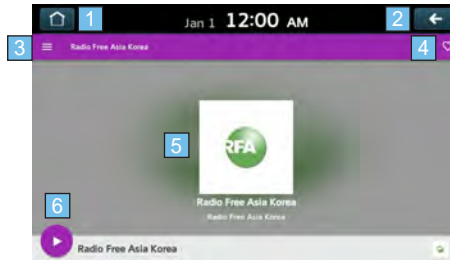 1 Jan 1 12:00 AM 2
3 Radio Free Asia Korea 4
5 RFA
Radio Free Asia Korea
Radio Free Asia Korea
6
Radio Free Asia Korea